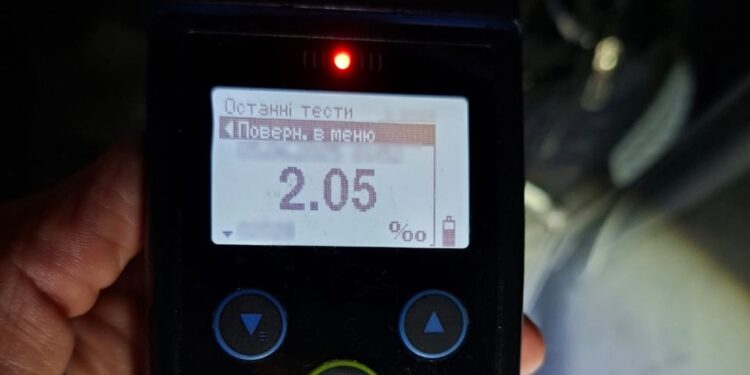 Останні тести
Поверн. в меню
2.05
‰